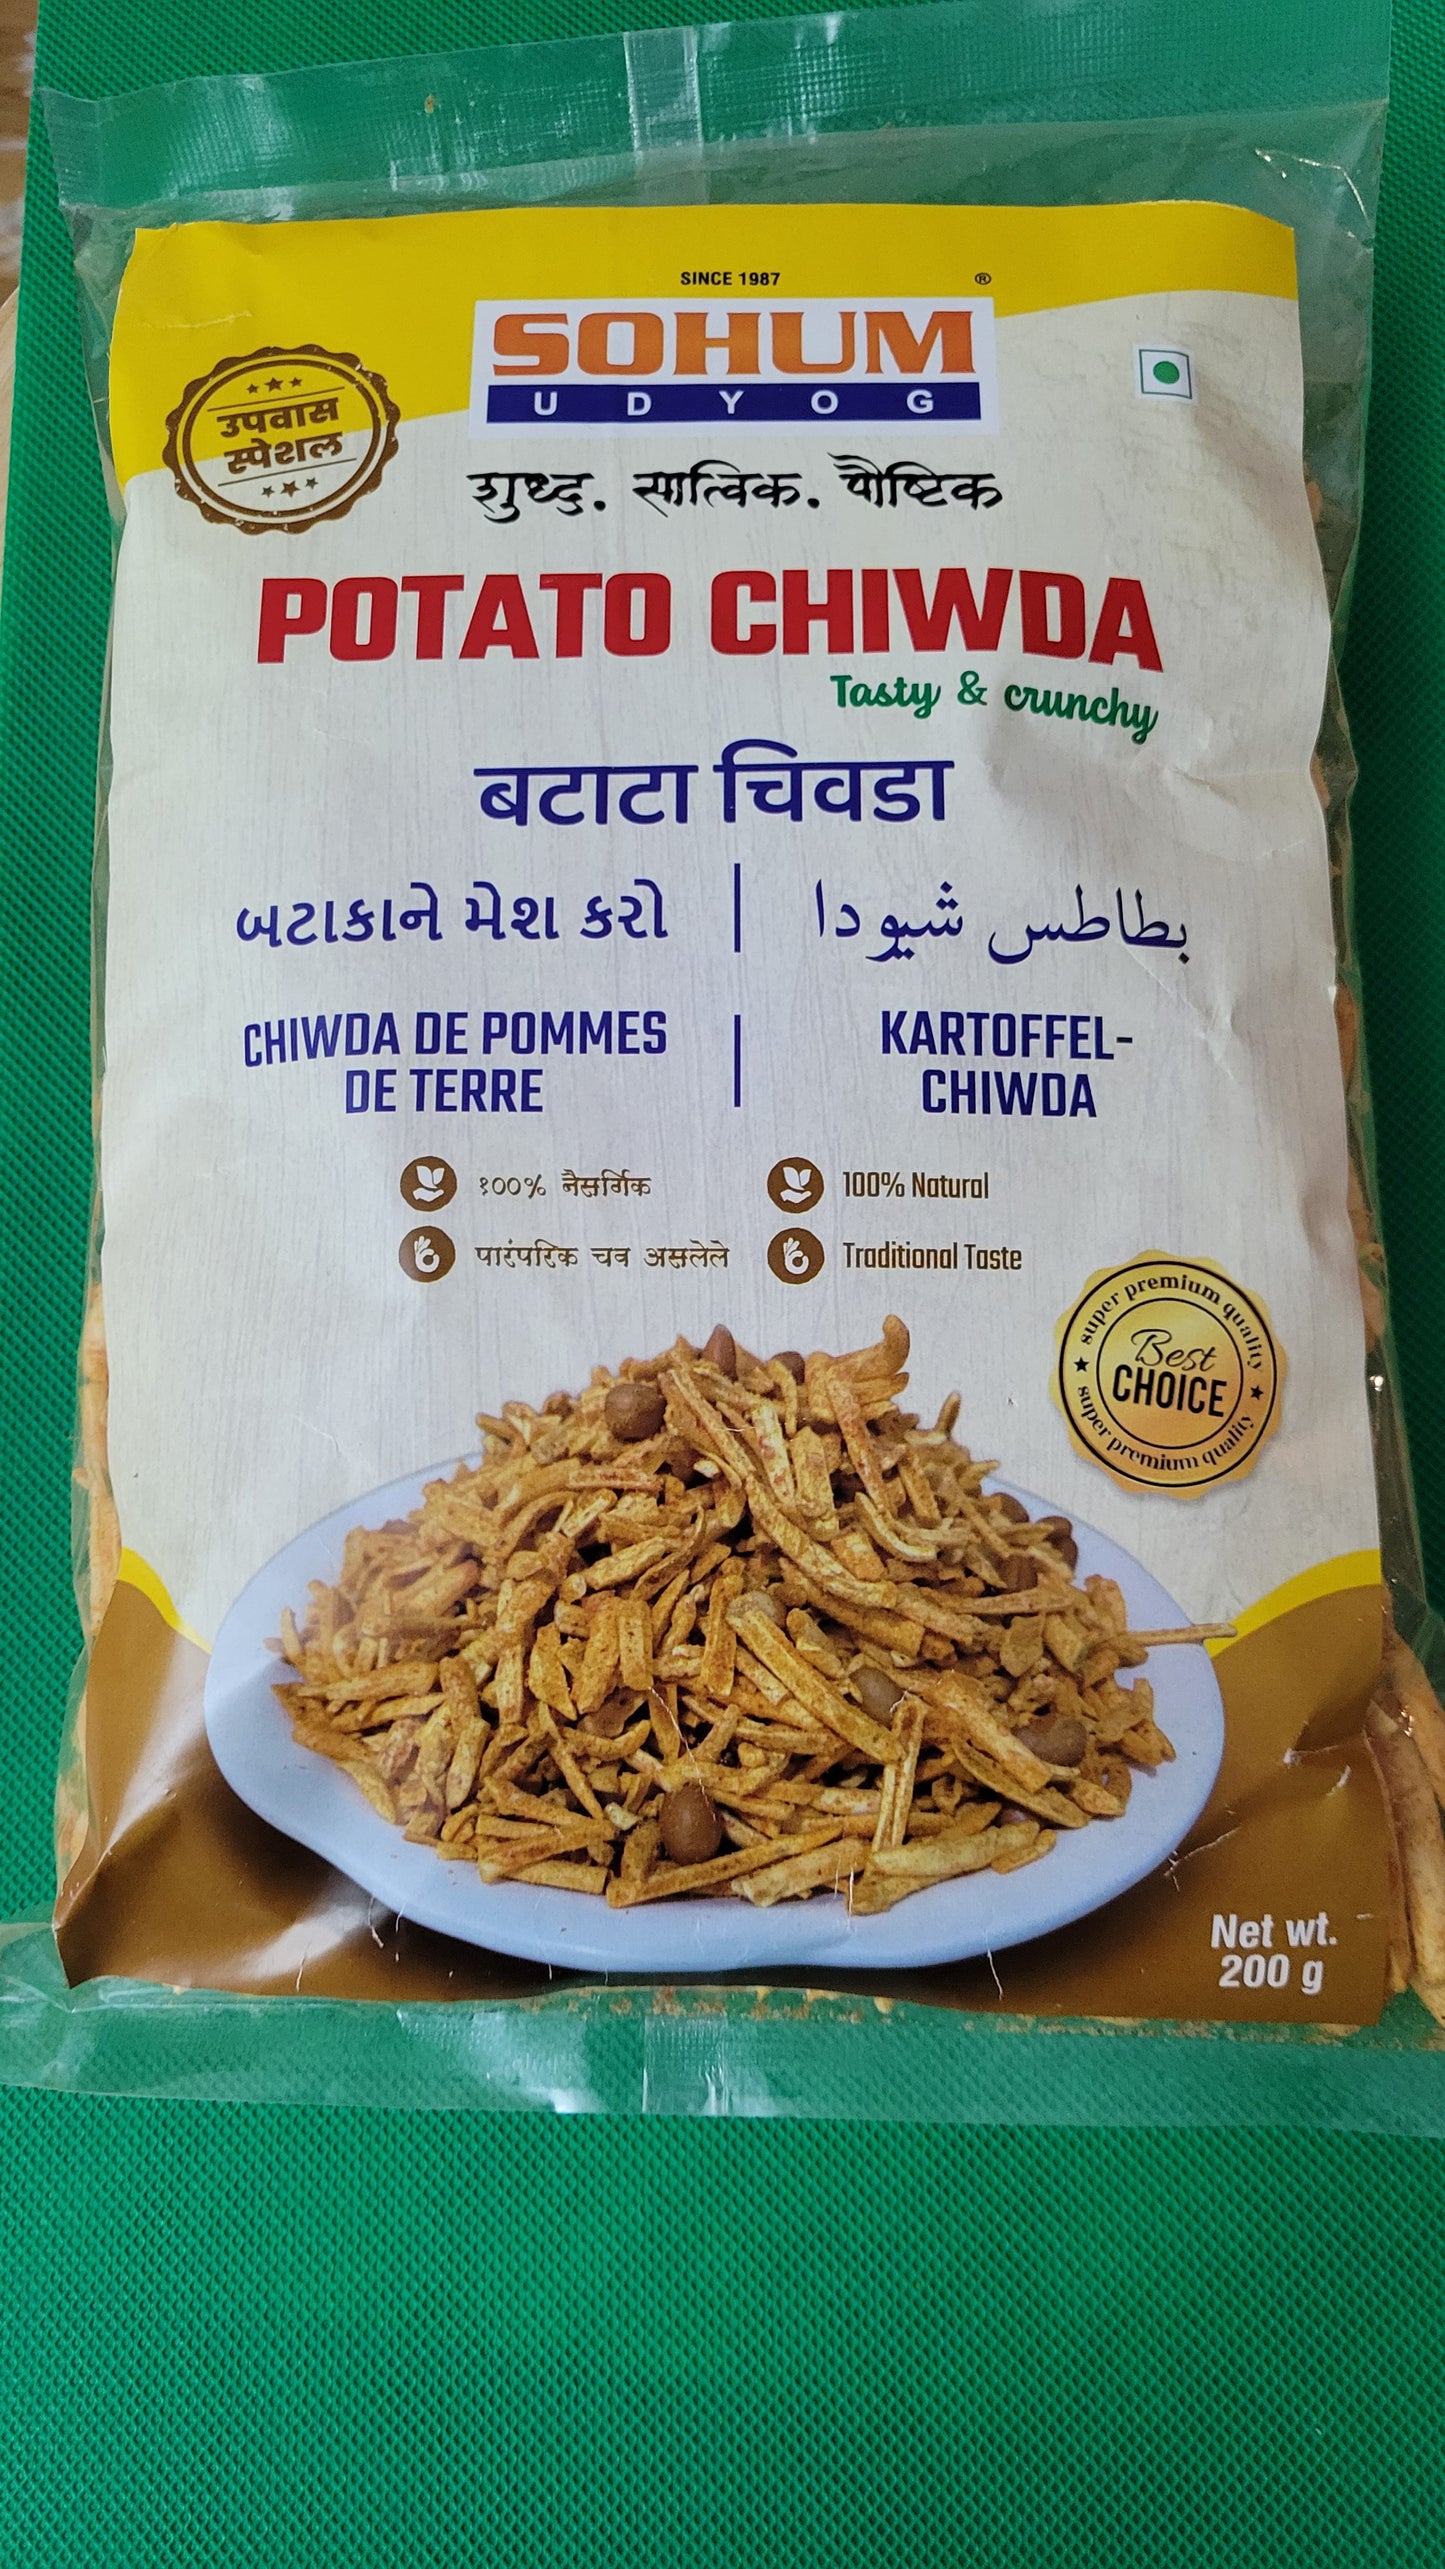 SINCE 1987
®
SOHUM
UDYOG
उपवास
स्पेशल
शुध्द. सात्विक. पौष्टिक
POTATO CHIWDA
Tasty & crunchy
बटाटा चिवडा
બટાકાને મેશ કરો
بطاطس شيودا
CHIWDA DE POMMES
DE TERRE
KARTOFFEL-
CHIWDA
१००% नैसर्गिक
100% Natural
पारंपरिक चव असलेले
Traditional Taste
super premium quality
Best
CHOICE
super premium quality
Net wt.
200 g